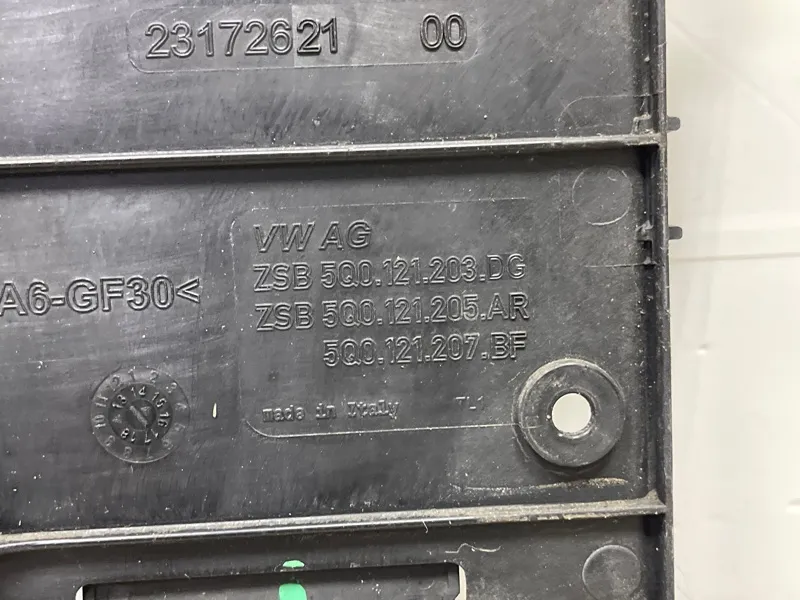 23172621 00
VW AG
ZSB 5Q0.121.203.DG
A6-GF30<
ZSB 5Q0.121.205.AR
5Q0.121.207.BF
made in Italy TL1